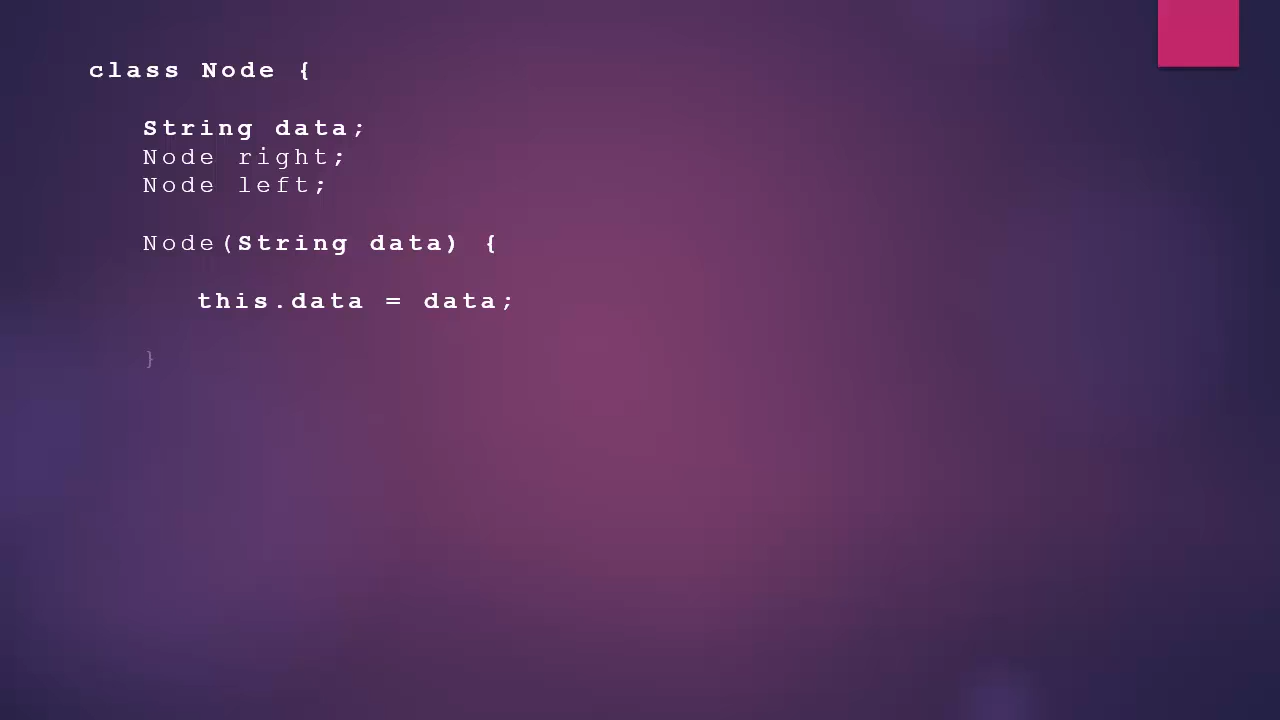 class Node {
String data;
Node right;
Node left;
Node(String data) {
this.data = data;
}